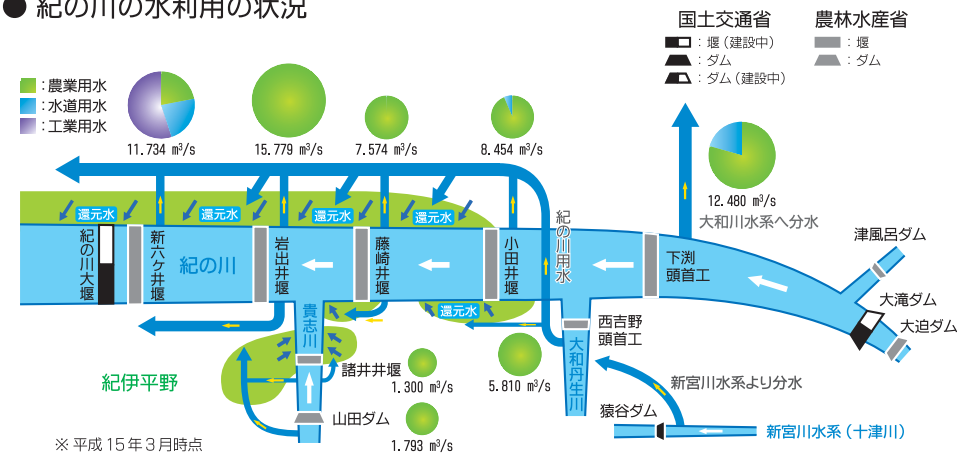 ● 紀の川の水利用の状況
国土交通省
：堰（建設中）
：ダム
：ダム（建設中）
農林水産省
：堰
：ダム
：農業用水
：水道用水
：工業用水
11.734 m³/s
15.779 m³/s
7.574 m³/s
8.454 m³/s
12.480 m³/s
大和川水系へ分水
還元水
還元水
還元水
還元水
紀の川用水
津風呂ダム
紀の川大堰
新六ヶ井堰
紀の川
岩出井堰
藤崎井堰
小田井堰
下渕
頭首工
大滝ダム
大迫ダム
貴志川
還元水
西吉野
頭首工
大和丹生川
紀伊平野
諸井井堰
1.300 m³/s
5.810 m³/s
新宮川水系より分水
山田ダム
1.793 m³/s
猿谷ダム
新宮川水系（十津川）
※ 平成15年3月時点